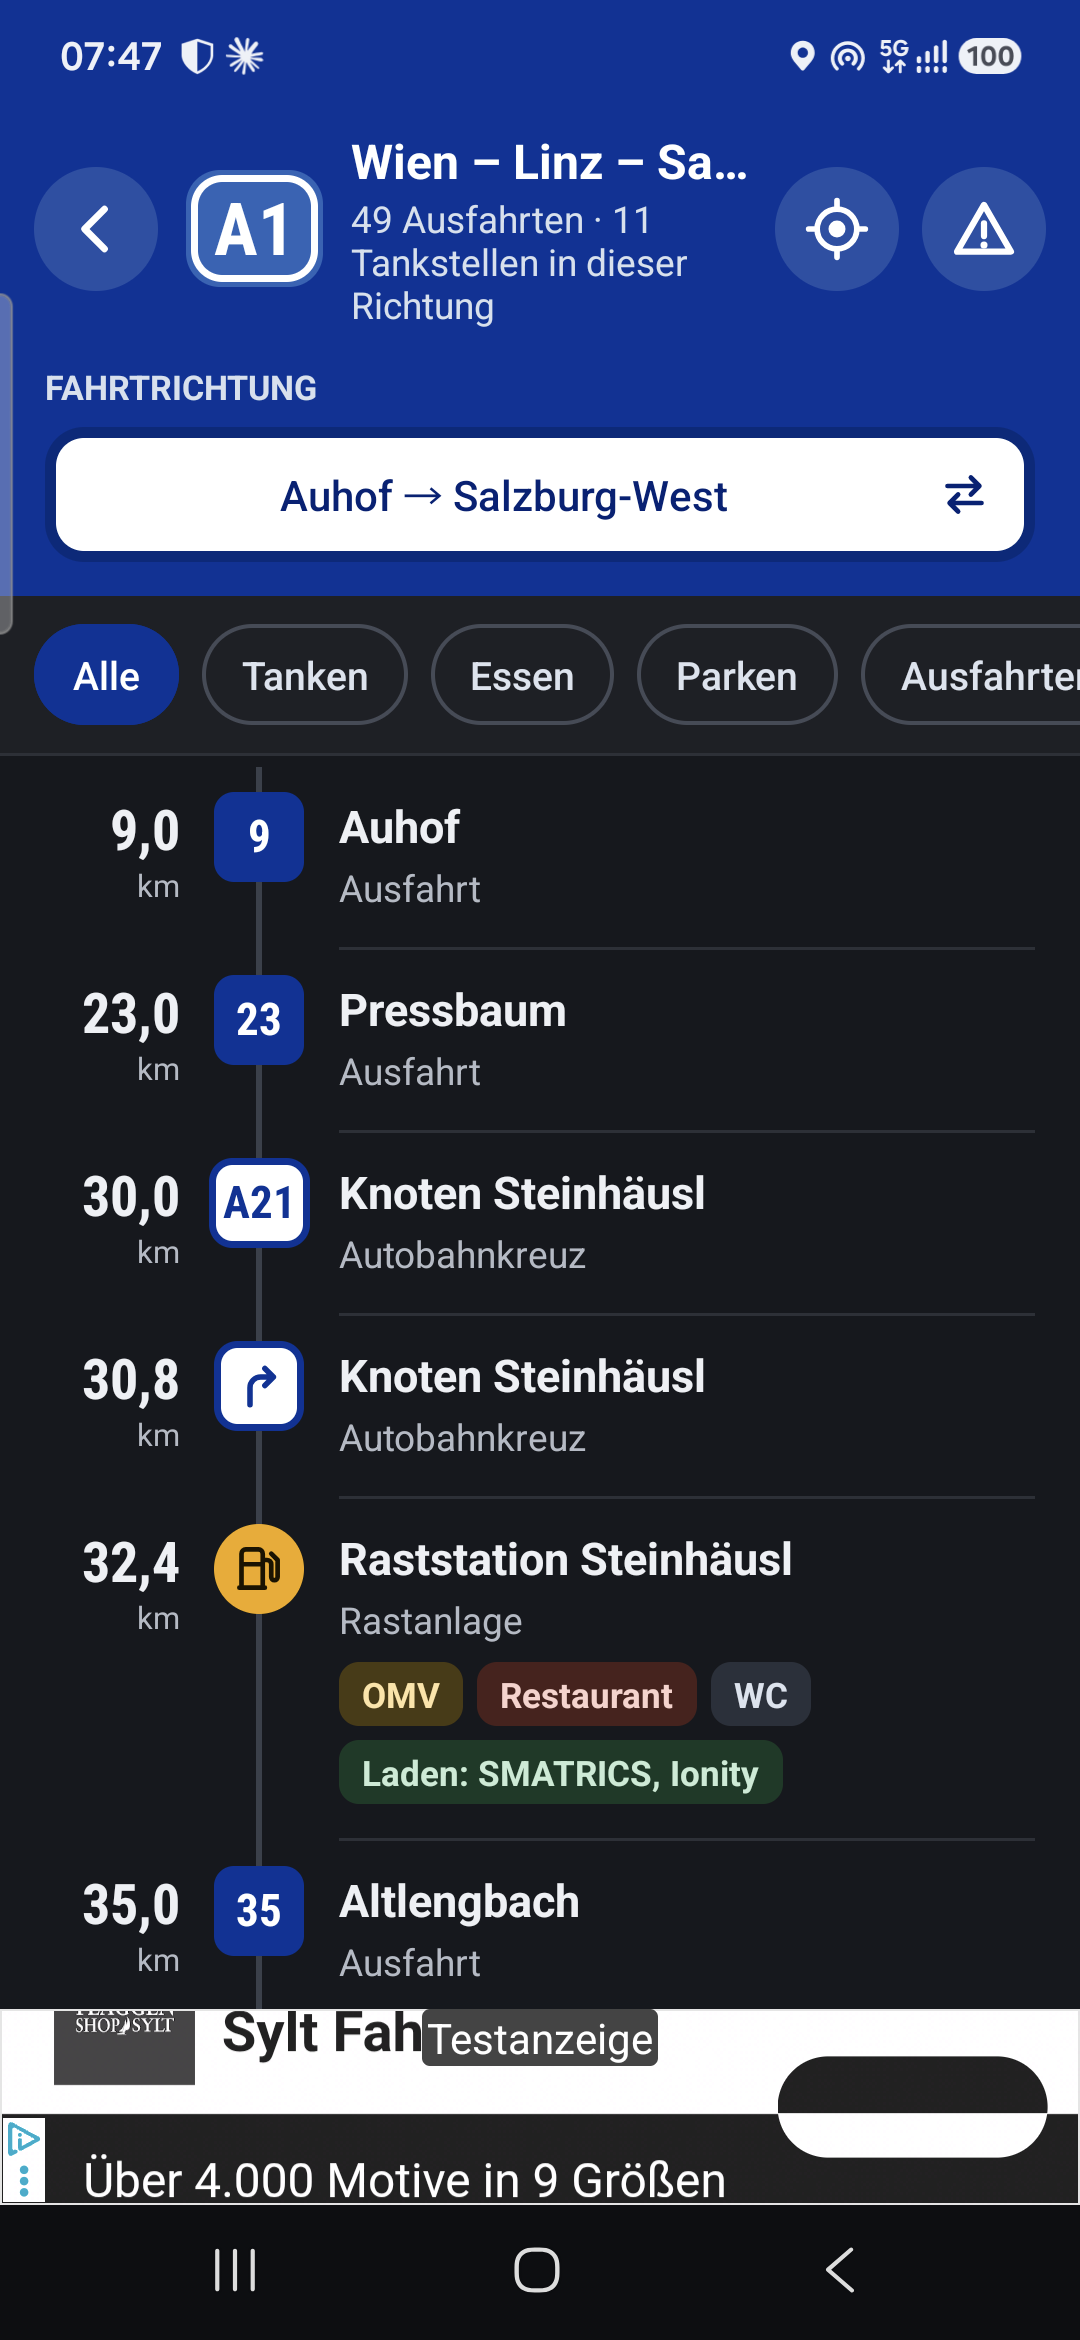 07:47
5G
100
A1
Wien – Linz – Sa...
49 Ausfahrten · 11
Tankstellen in dieser
Richtung
FAHRTRICHTUNG
Auhof → Salzburg-West
Alle
Tanken
Essen
Parken
Ausfahrten
9,0
km
9
Auhof
Ausfahrt
23,0
km
23
Pressbaum
Ausfahrt
30,0
km
A21
Knoten Steinhäusl
Autobahnkreuz
30,8
km
Knoten Steinhäusl
Autobahnkreuz
32,4
km
Raststation Steinhäusl
Rastanlage
OMV
Restaurant
WC
Laden: SMATRICS, Ionity
35,0
km
35
Altlengbach
Ausfahrt
FLAGGEN
SHOP SYLT
Sylt Fah
Testanzeige
Über 4.000 Motive in 9 Größen